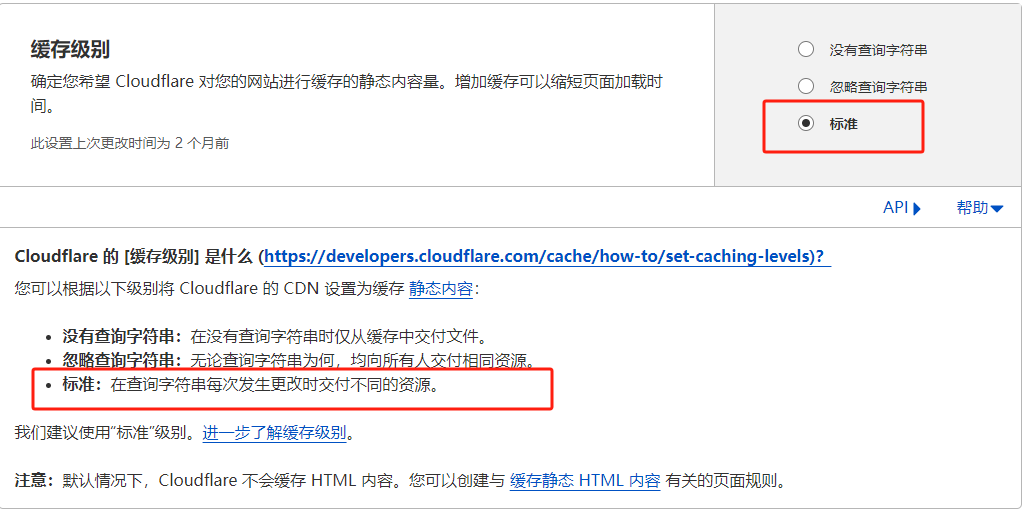 缓存级别
确定您希望 Cloudflare 对您的网站进行缓存的静态内容量。增加缓存可以缩短页面加载时
间。
此设置上次更改时间为 2 个月前
没有查询字符串
忽略查询字符串
标准
API
帮助
Cloudflare 的 [缓存级别] 是什么 (https://developers.cloudflare.com/cache/how-to/set-caching-levels)?
您可以根据以下级别将 Cloudflare 的 CDN 设置为缓存 静态内容:
• 没有查询字符串：在没有查询字符串时仅从缓存中交付文件。
• 忽略查询字符串：无论查询字符串为何，均向所有人交付相同资源。
• 标准：在查询字符串每次发生更改时交付不同的资源。
我们建议使用“标准”级别。进一步了解缓存级别。
注意：默认情况下，Cloudflare 不会缓存 HTML 内容。您可以创建与 缓存静态 HTML 内容 有关的页面规则。